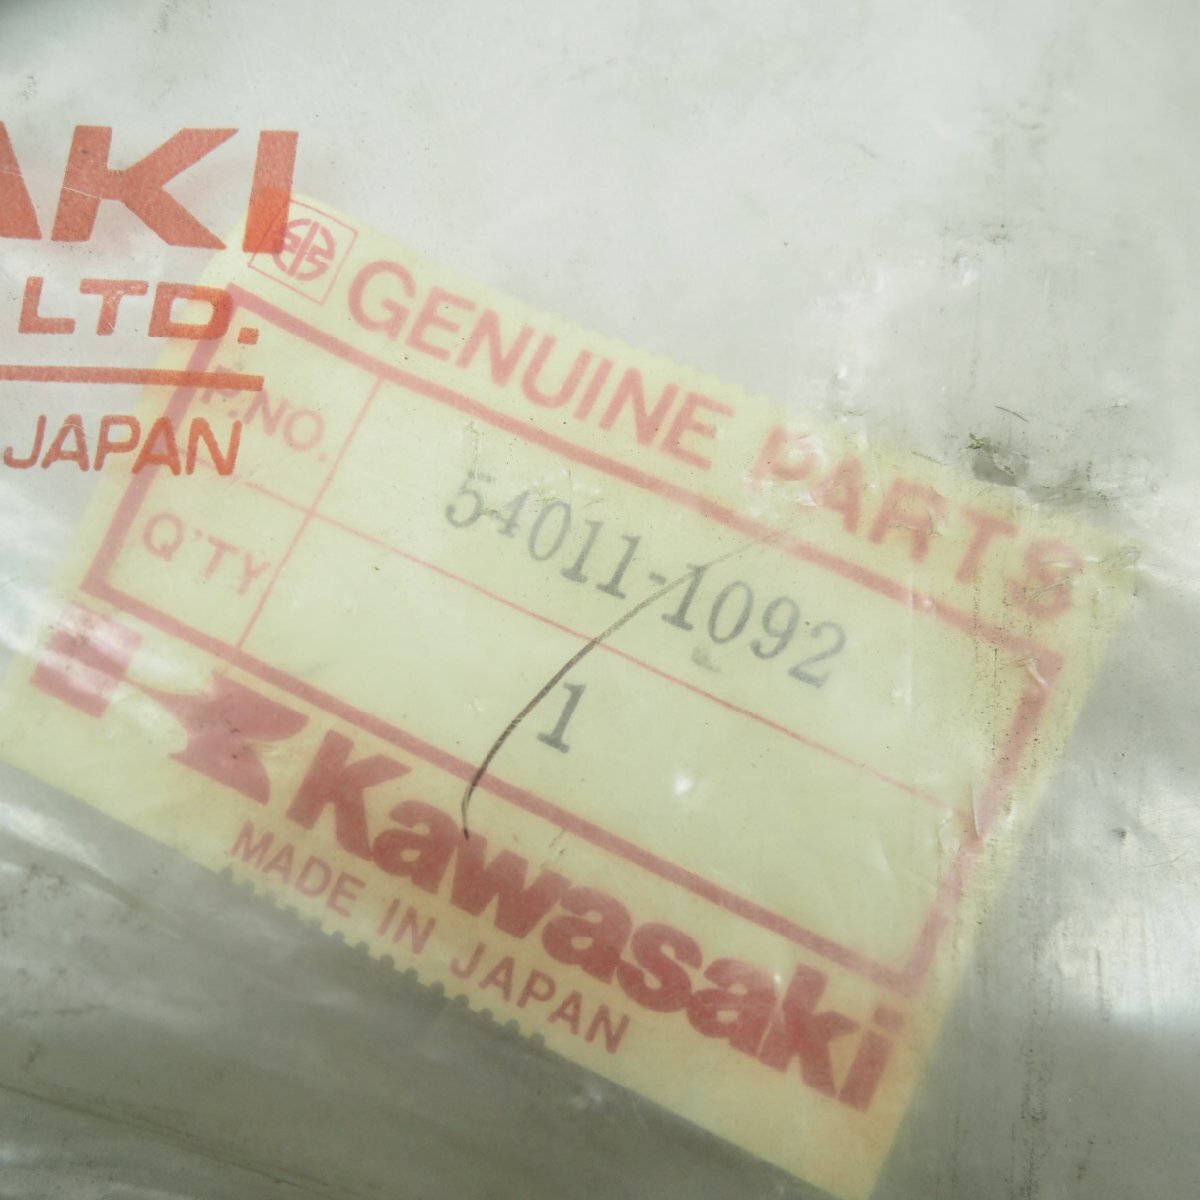 AKI
LTD.
JAPAN
GENUINE PARTS
P.NO. 54011-1092
Q'TY 1
Kawasaki
MADE IN JAPAN